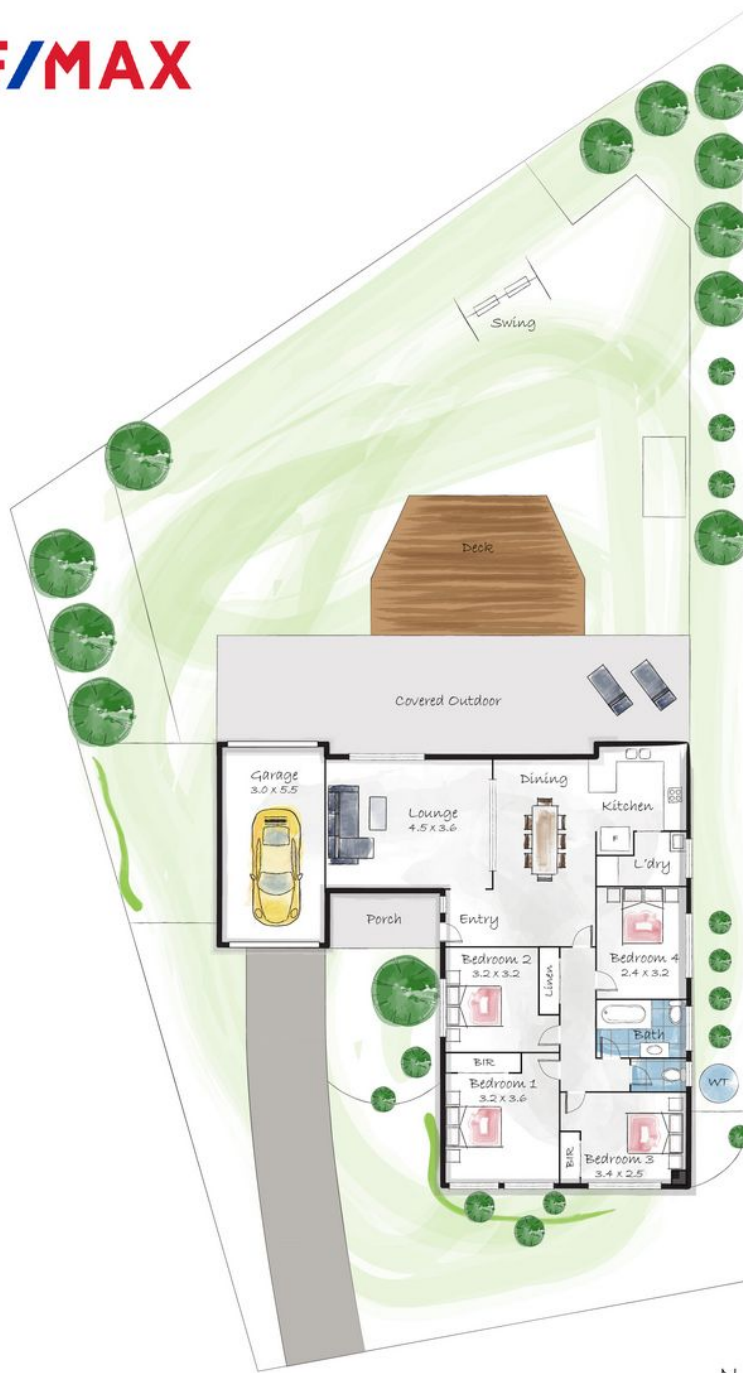 F/MAX
Swing
Deck
Covered Outdoor
Garage
3.0 x 5.5
Lounge
4.5 x 3.6
Dining
Kitchen
F
L'dry
Porch
Entry
Bedroom 2
3.2 x 3.2
Linen
Bedroom 4
2.4 x 3.2
Bath
BIR
Bedroom 1
3.2 x 3.6
WT
BIR
Bedroom 3
3.4 x 2.5
N